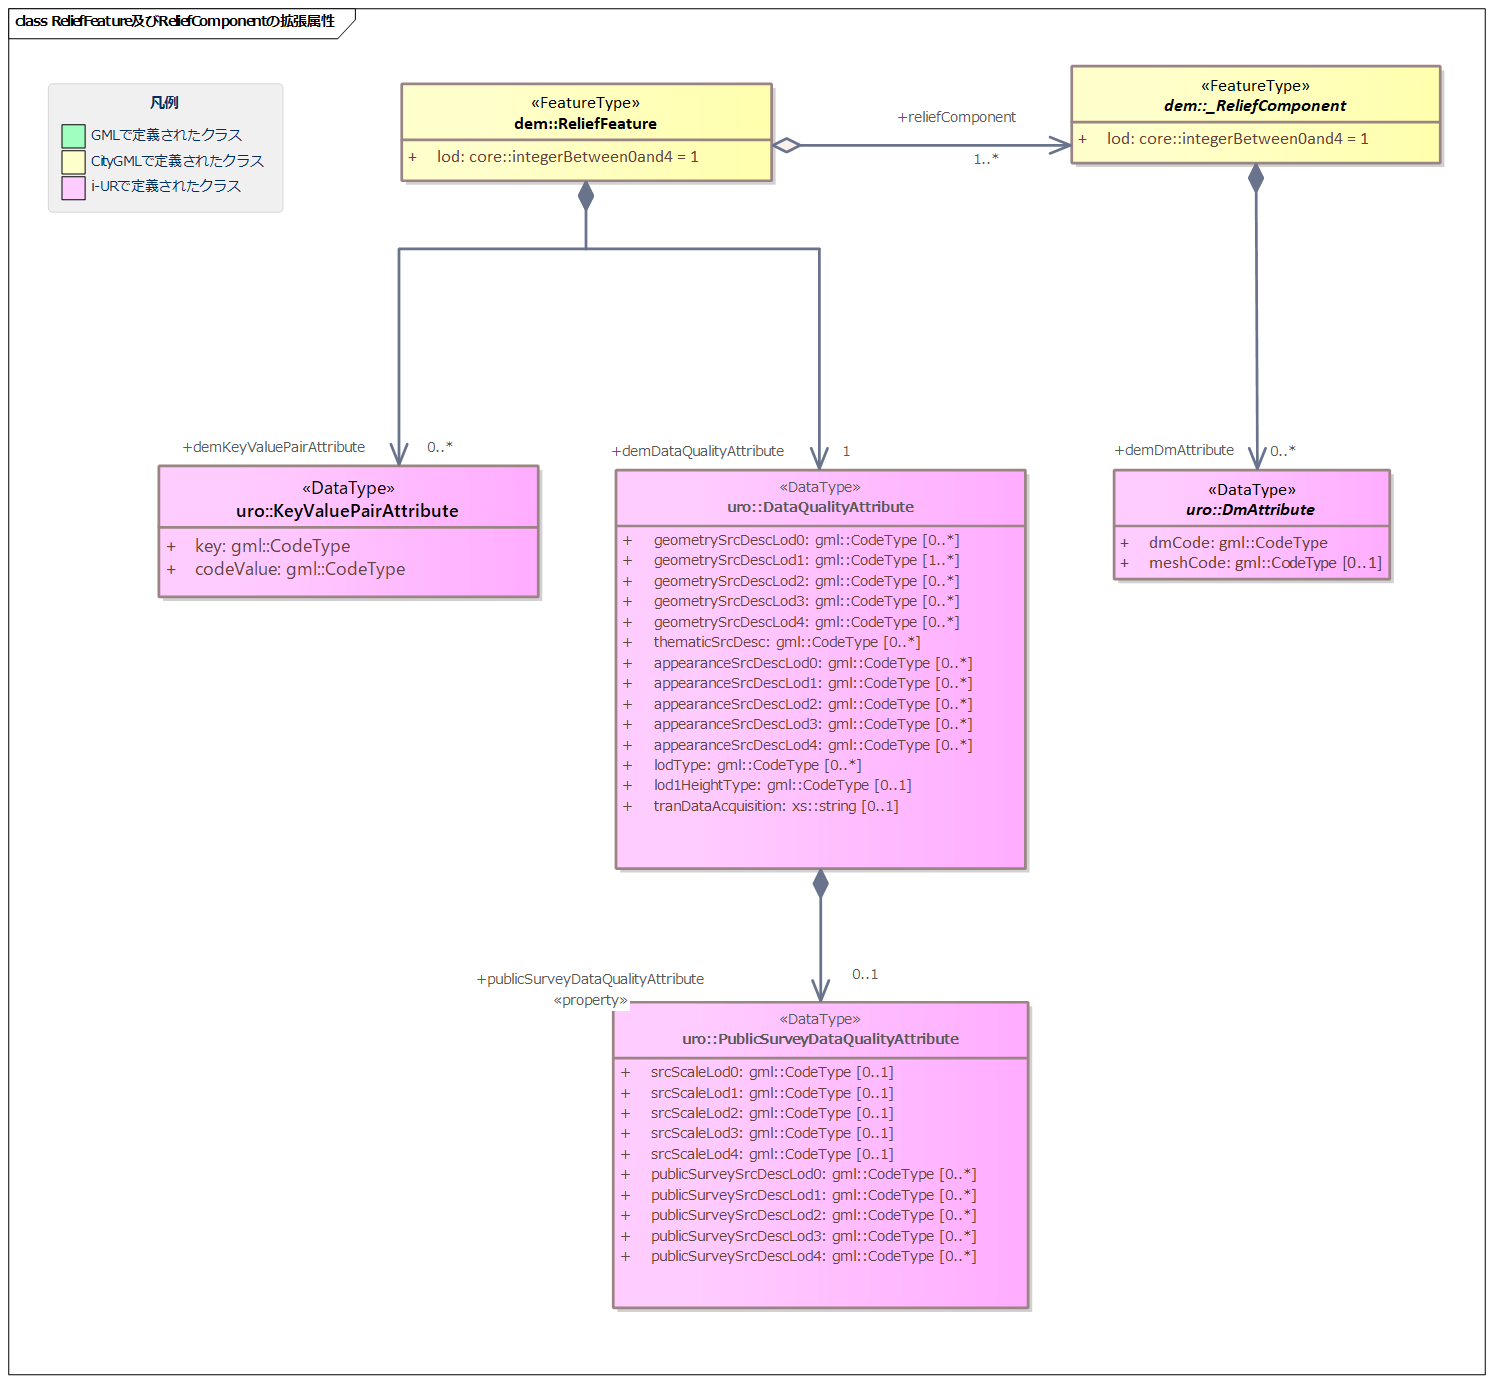 class ReliefFeature及びReliefComponentの拡張属性
凡例
GMLで定義されたクラス
CityGMLで定義されたクラス
i-URで定義されたクラス
«FeatureType»
dem::ReliefFeature
+ lod: core::integerBetween0and4 = 1
+reliefComponent
1..*
«FeatureType»
dem::_ReliefComponent
+ lod: core::integerBetween0and4 = 1
+demKeyValuePairAttribute
0..*
«DataType»
uro::KeyValuePairAttribute
+ key: gml::CodeType
+ codeValue: gml::CodeType
+demDataQualityAttribute
1
«DataType»
uro::DataQualityAttribute
+ geometrySrcDescLod0: gml::CodeType [0..*]
+ geometrySrcDescLod1: gml::CodeType [1..*]
+ geometrySrcDescLod2: gml::CodeType [0..*]
+ geometrySrcDescLod3: gml::CodeType [0..*]
+ geometrySrcDescLod4: gml::CodeType [0..*]
+ thematicSrcDesc: gml::CodeType [0..*]
+ appearanceSrcDescLod0: gml::CodeType [0..*]
+ appearanceSrcDescLod1: gml::CodeType [0..*]
+ appearanceSrcDescLod2: gml::CodeType [0..*]
+ appearanceSrcDescLod3: gml::CodeType [0..*]
+ appearanceSrcDescLod4: gml::CodeType [0..*]
+ lodType: gml::CodeType [0..*]
+ lod1HeightType: gml::CodeType [0..1]
+ tranDataAcquisition: xs::string [0..1]
+demDmAttribute
0..*
«DataType»
uro::DmAttribute
+ dmCode: gml::CodeType
+ meshCode: gml::CodeType [0..1]
+publicSurveyDataQualityAttribute
«property»
0..1
«DataType»
uro::PublicSurveyDataQualityAttribute
+ srcScaleLod0: gml::CodeType [0..1]
+ srcScaleLod1: gml::CodeType [0..1]
+ srcScaleLod2: gml::CodeType [0..1]
+ srcScaleLod3: gml::CodeType [0..1]
+ srcScaleLod4: gml::CodeType [0..1]
+ publicSurveySrcDescLod0: gml::CodeType [0..*]
+ publicSurveySrcDescLod1: gml::CodeType [0..*]
+ publicSurveySrcDescLod2: gml::CodeType [0..*]
+ publicSurveySrcDescLod3: gml::CodeType [0..*]
+ publicSurveySrcDescLod4: gml::CodeType [0..*]